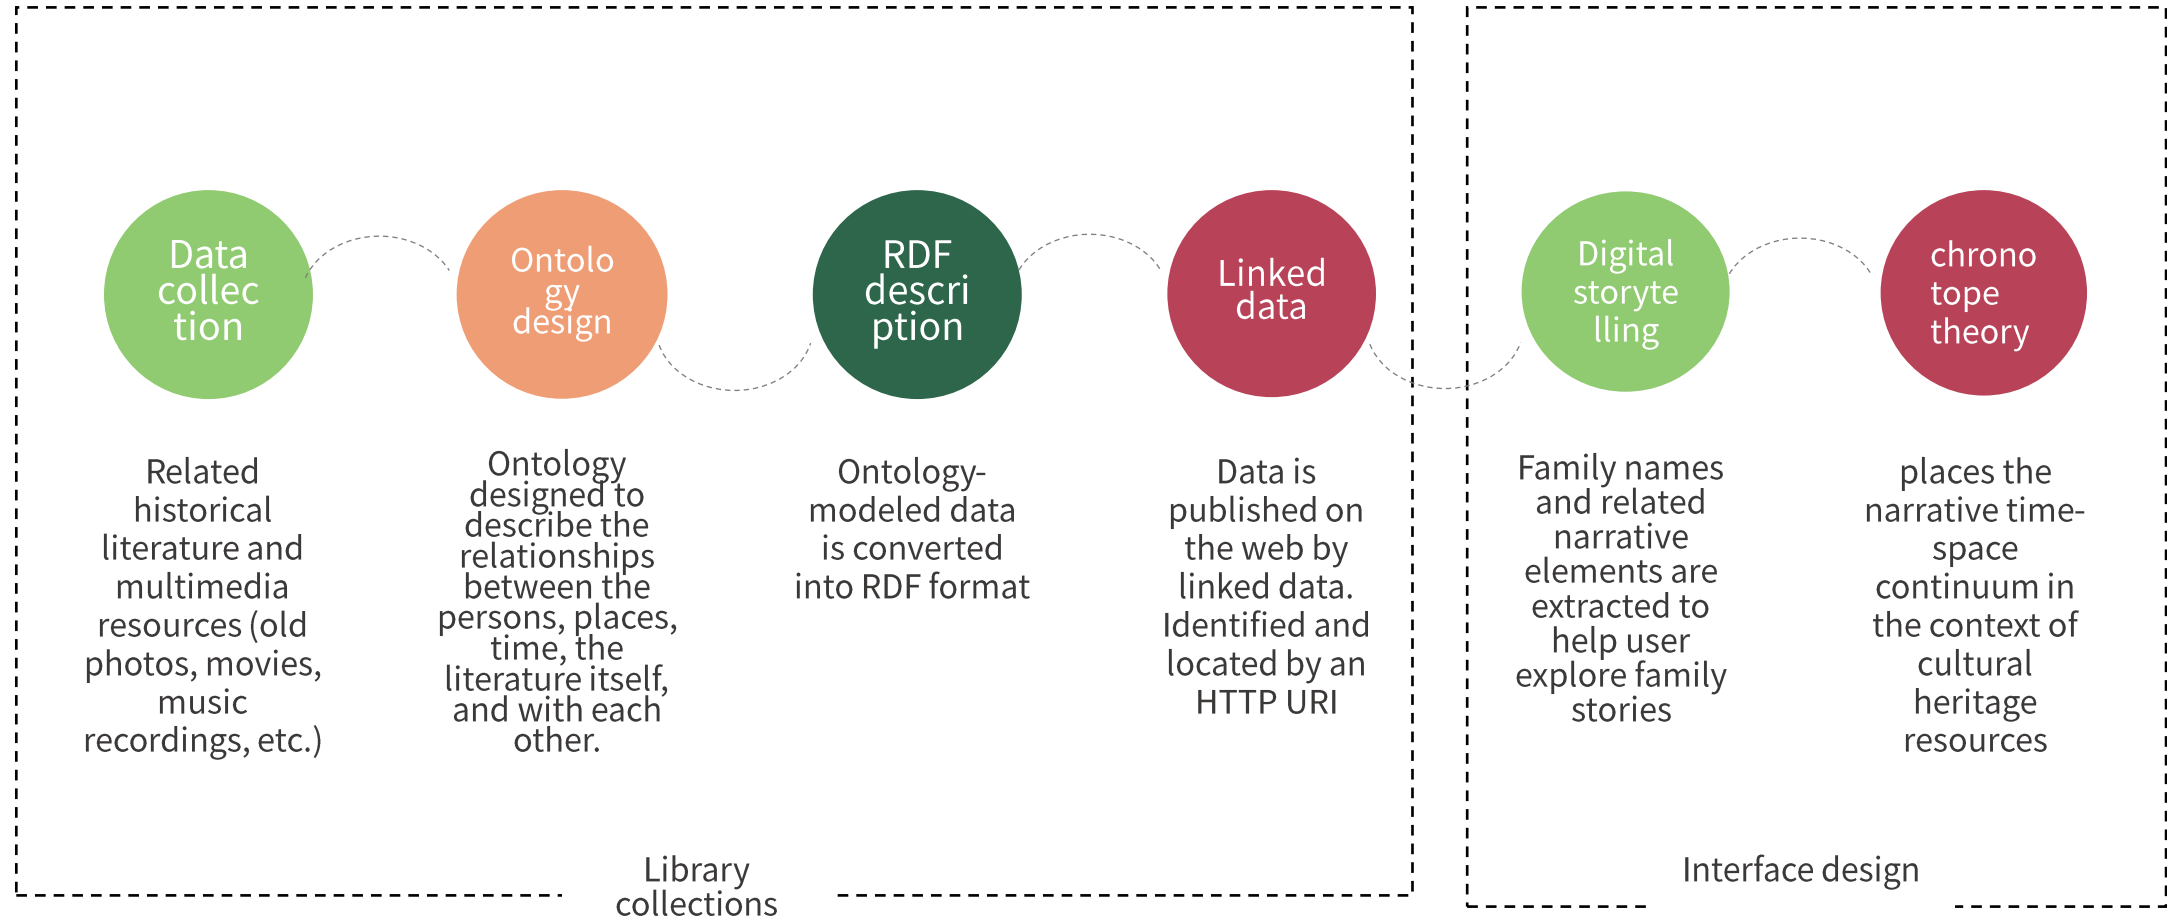 Data
collec
tion
Ontolo
gy
design
RDF
descri
ption
Linked
data
Digital
storyte
lling
chrono
tope
theory
Related
historical
literature and
multimedia
resources (old
photos, movies,
music
recordings, etc.)
Ontology
designed to
describe the
relationships
between the
persons, places,
time, the
literature itself,
and with each
other.
Ontology-
modeled data
is converted
into RDF format
Data is
published on
the web by
linked data.
Identified and
located by an
HTTP URI
Family names
and related
narrative
elements are
extracted to
help user
explore family
stories
places the
narrative time-
space
continuum in
the context of
cultural
heritage
resources
Library
collections
Interface design